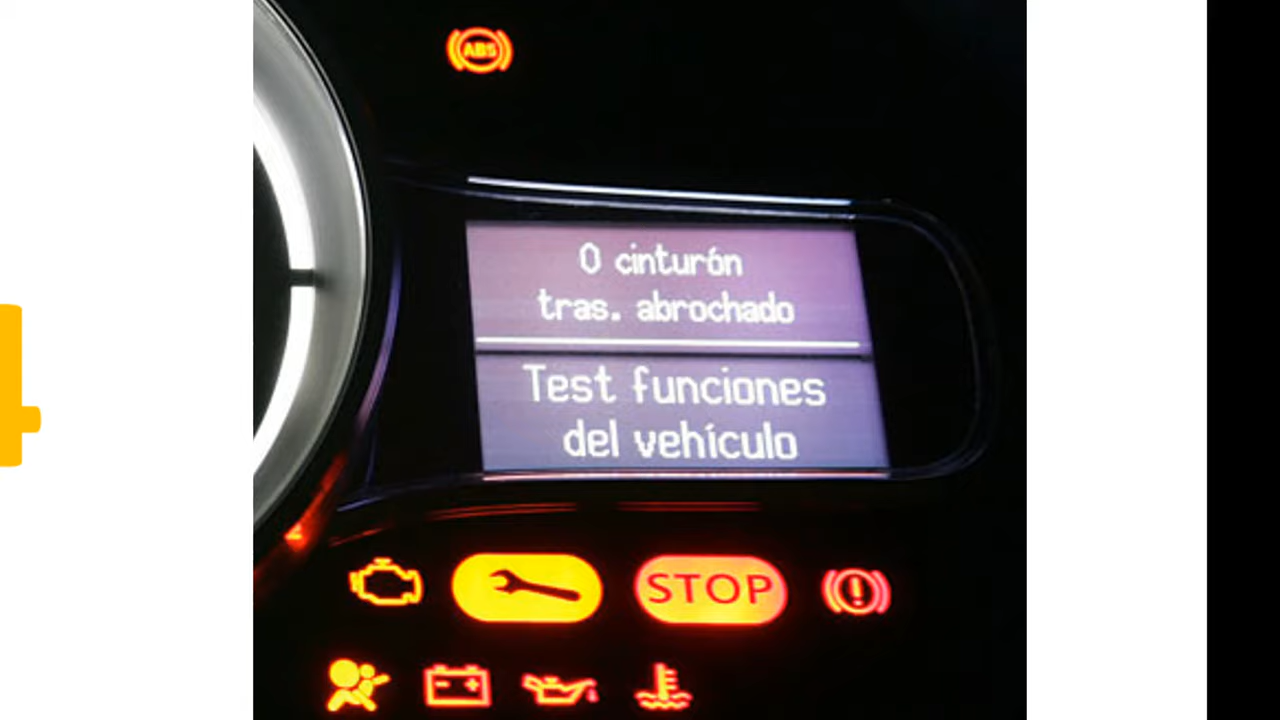 ABS
0 cinturón
tras. abrochado
Test funciones
del vehículo
STOP